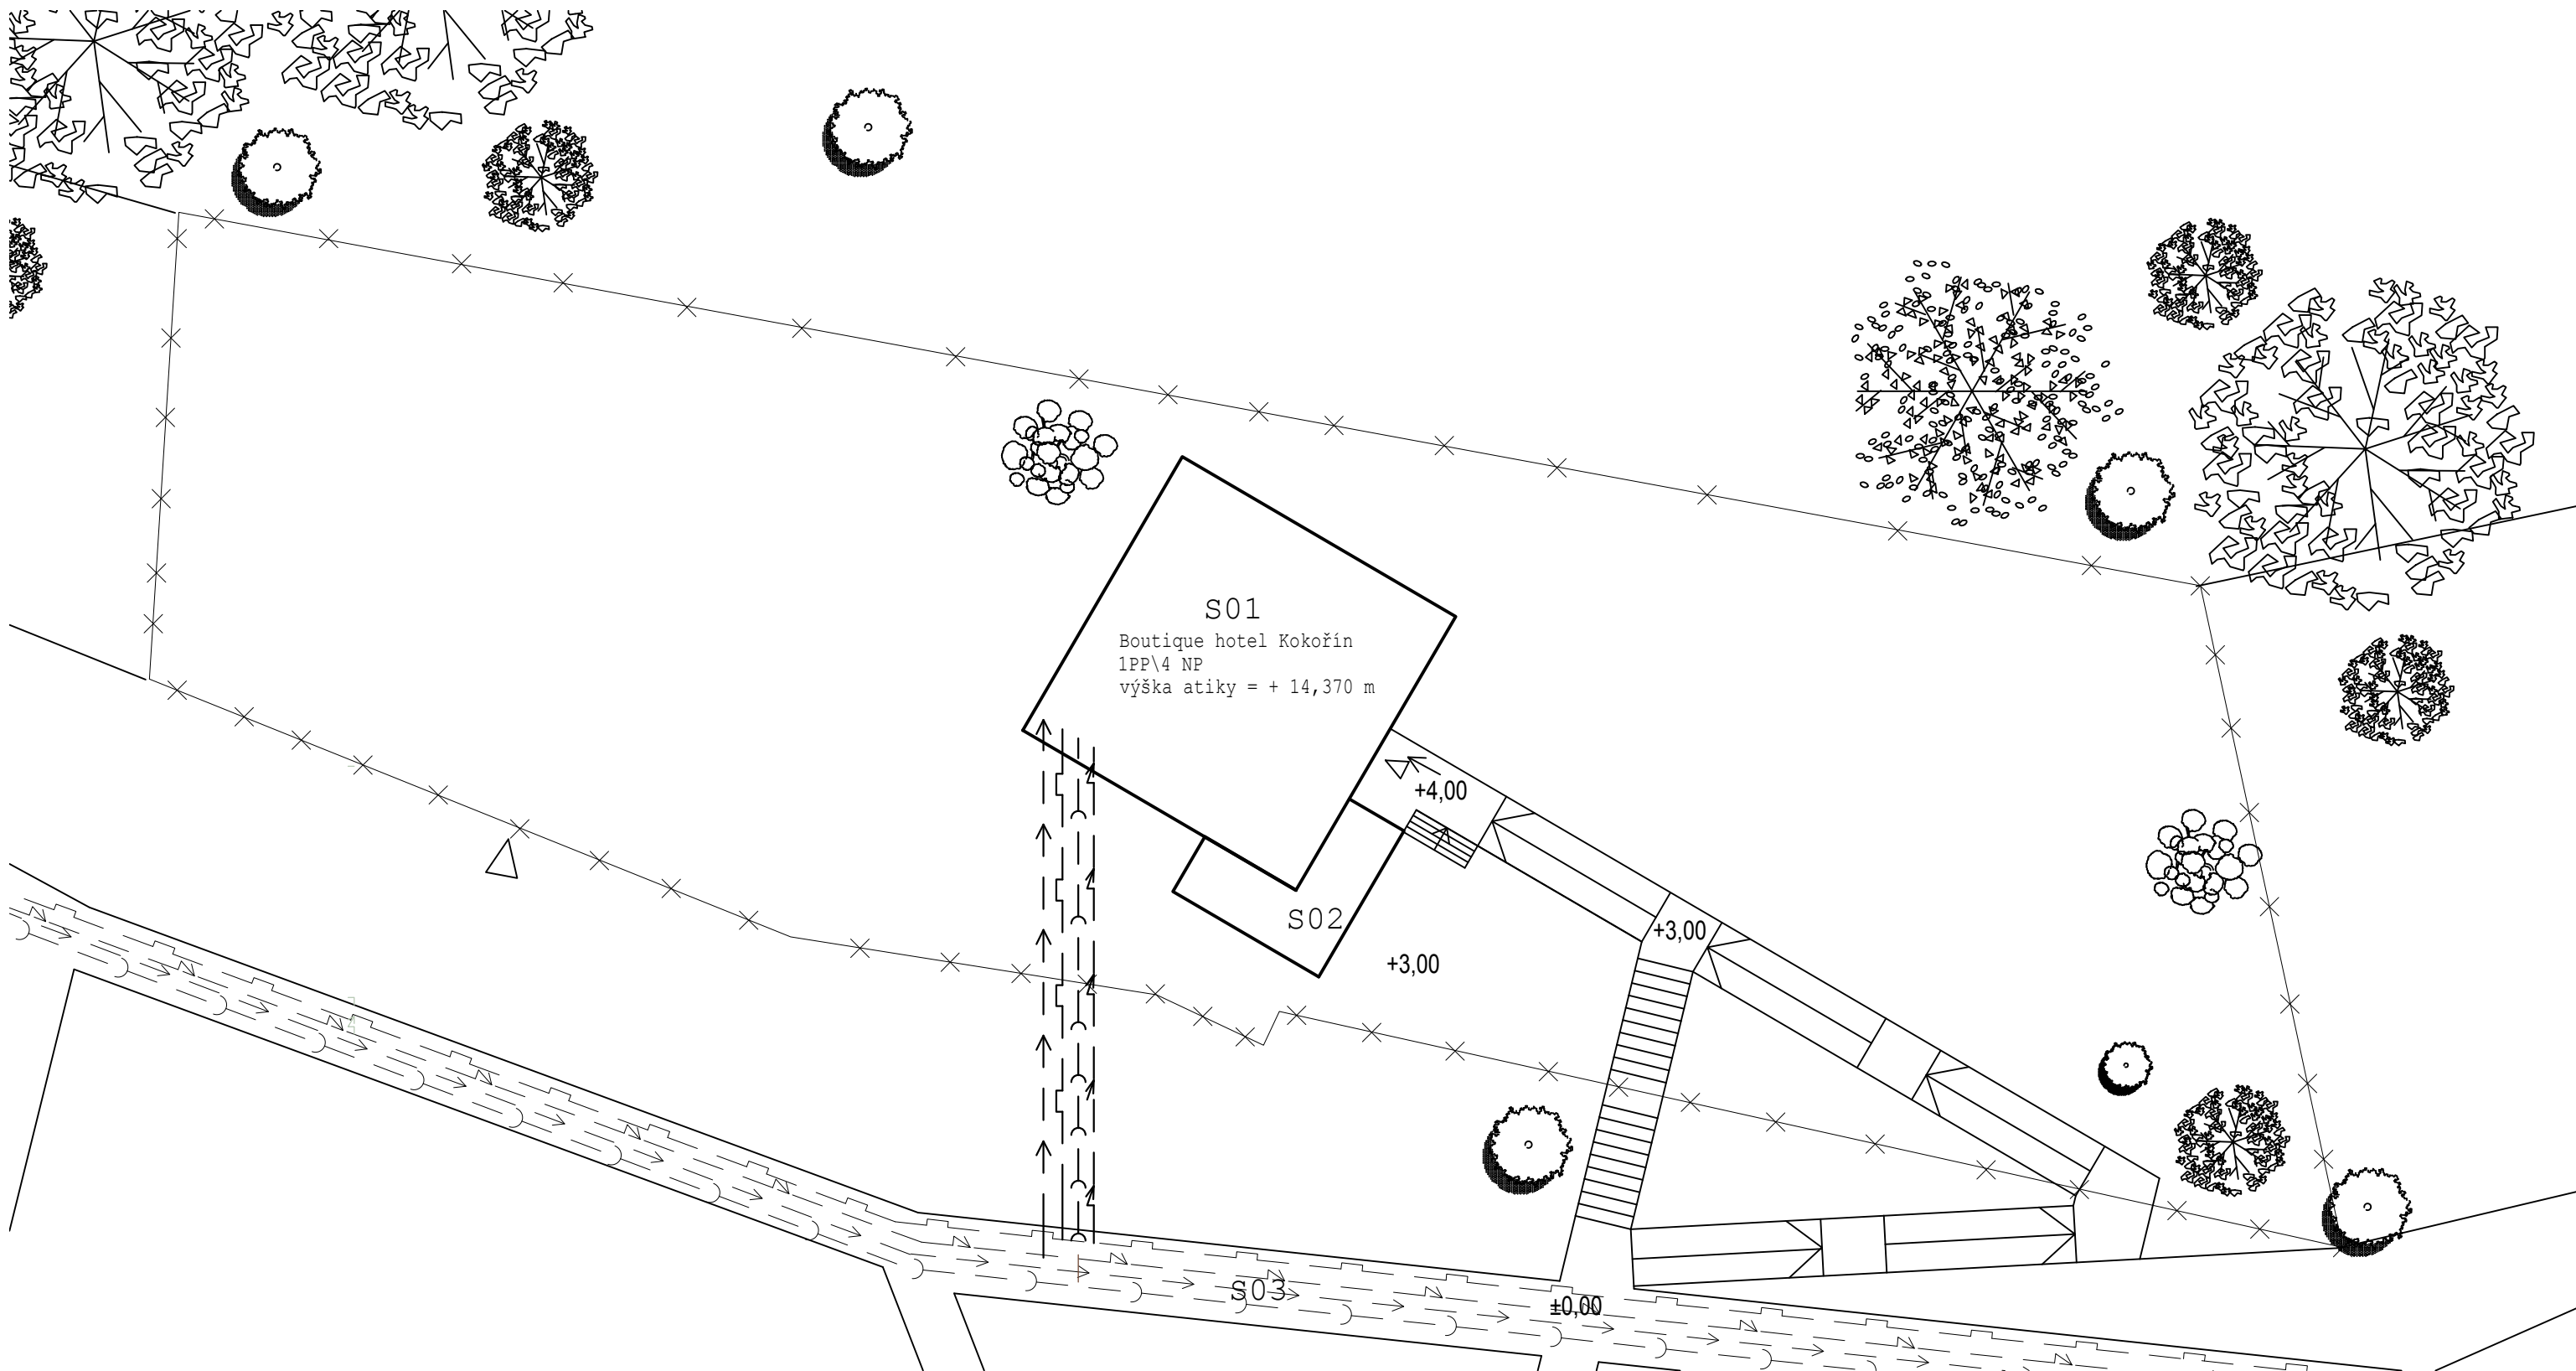 S01
Boutique hotel Kokořín
1PP\4 NP
výška atiky = + 14,370 m
+4,00
S02
+3,00
+3,00
S03
±0,00